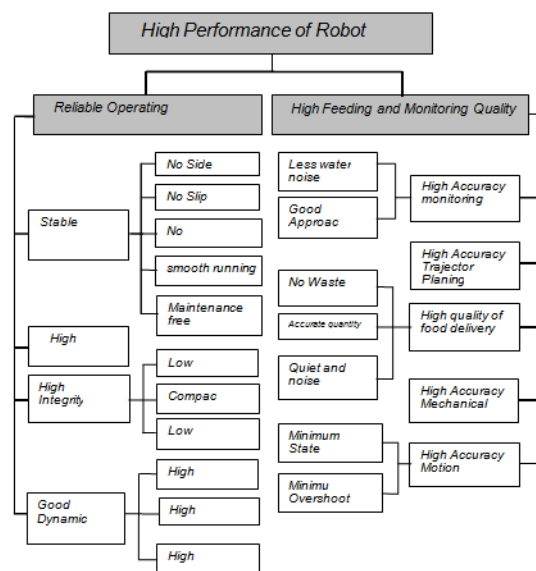 High Performance of Robot
Reliable Operating
High Feeding and Monitoring Quality
Stable
No Side
No Slip
No
smooth running
Maintenance
free
High
High
Integrity
Low
Compac
Low
Good
Dynamic
High
High
High
Less water
noise
Good
Approac
High Accuracy
monitoring
High Accuracy
Trajector
Planing
No Waste
Accurate quantity
Quiet and
noise
High quality of
food delivery
High Accuracy
Mechanical
Minimum
State
Minimu
Overshoot
High Accuracy
Motion